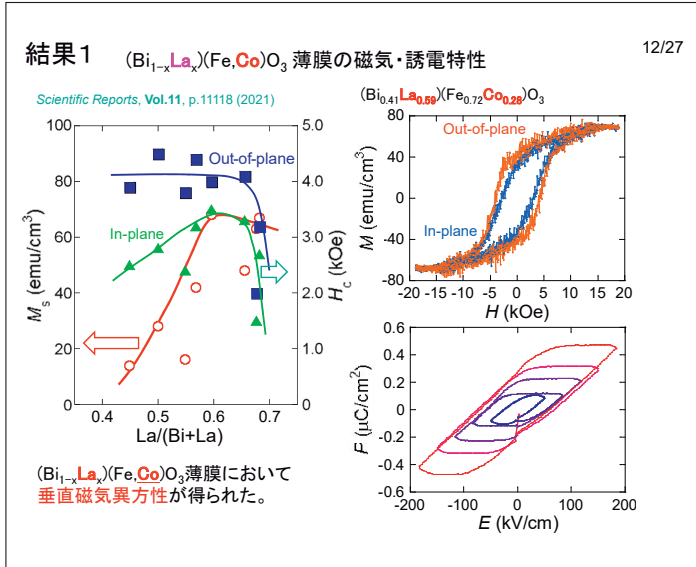 結果1 (Bi1-xLax)(Fe,Co)O3 薄膜の磁気・誘電特性
12/27
Scientific Reports, Vol.11, p.11118 (2021)
(Bi0.41La0.59)(Fe0.72Co0.28)O3
100
80
60
40
20
0
Ms (emu/cm3)
5.0
4.0
3.0
2.0
1.0
0
Hc (kOe)
Out-of-plane
In-plane
0.4 0.5 0.6 0.7
La/(Bi+La)
80
40
0
-40
-80
M (emu/cm3)
Out-of-plane
In-plane
-20 -15 -10 -5 0 5 10 15 20
H (kOe)
0.6
0.4
0.2
0
-0.2
-0.4
-0.6
P (μC/cm2)
-200 -100 0 100 200
E (kV/cm)
(Bi1-xLax)(Fe,Co)O3薄膜において
垂直磁気異方性が得られた。